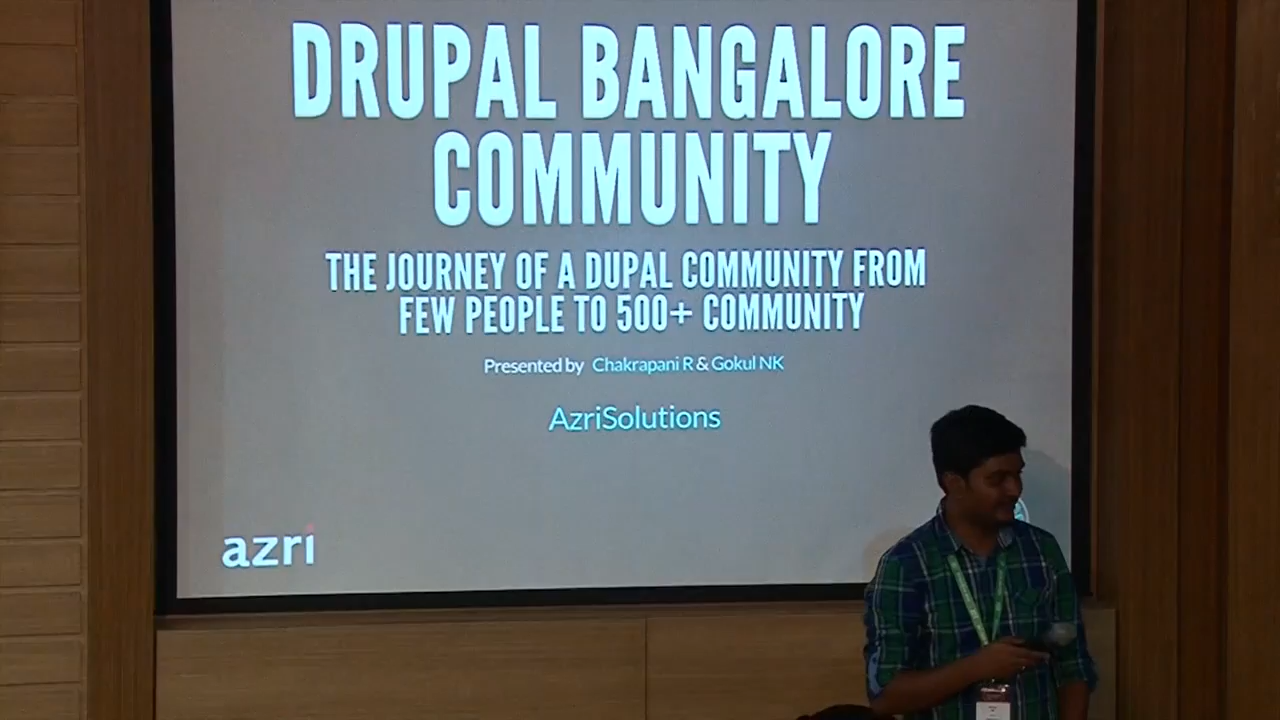 DRUPAL BANGALORE
COMMUNITY
THE JOURNEY OF A DUPAL COMMUNITY FROM
FEW PEOPLE TO 500+ COMMUNITY
Presented by Chakrapani R & Gokul NK
AzriSolutions
azri